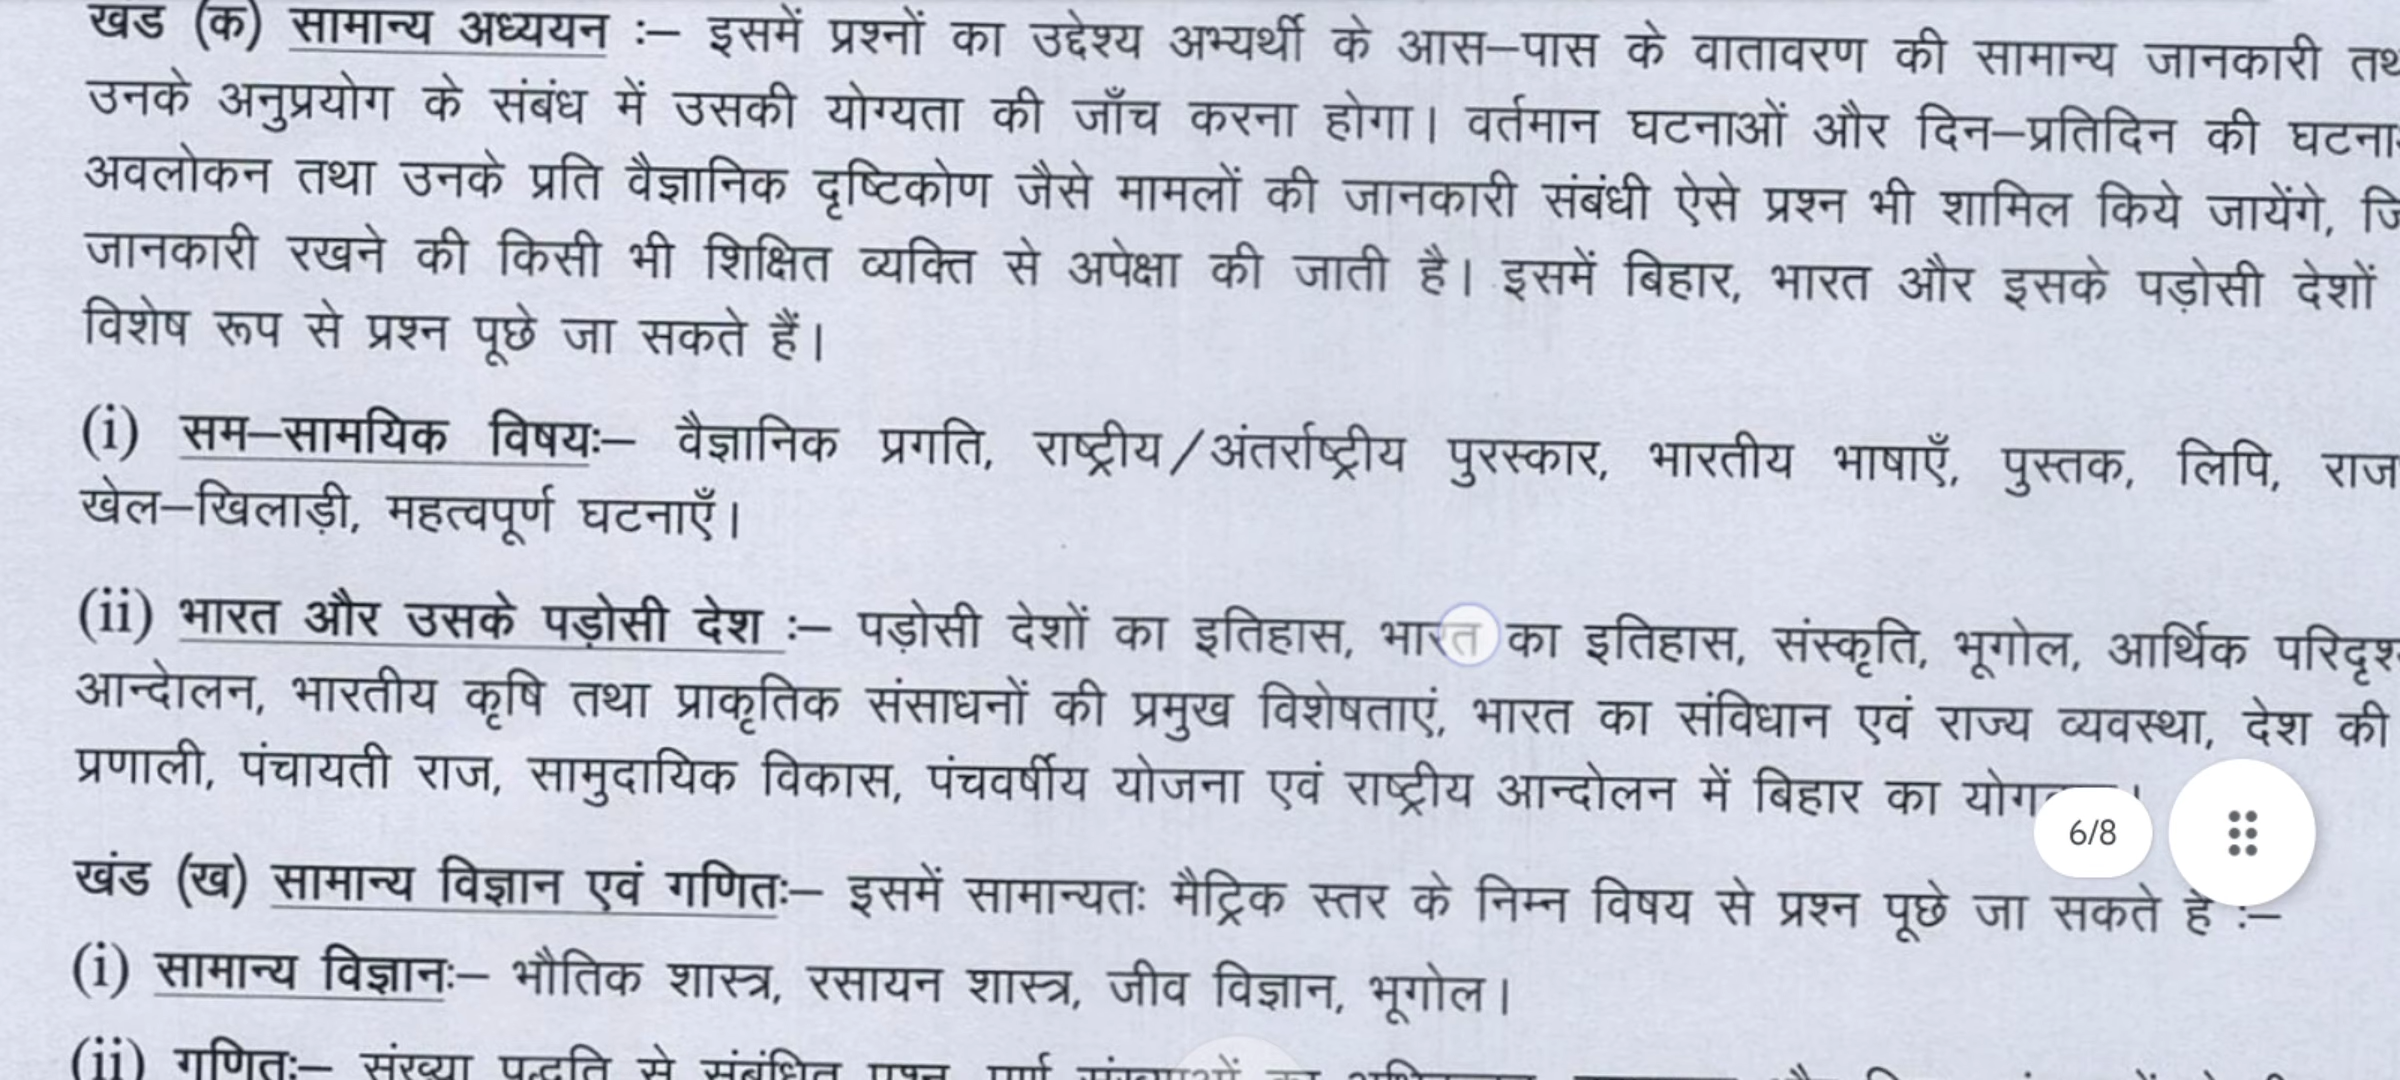 खंड (क) सामान्य अध्ययन :– इसमें प्रश्नों का उद्देश्य अभ्यर्थी के आस–पास के वातावरण की सामान्य जानकारी
उनके अनुप्रयोग के संबंध में उसकी योग्यता की जाँच करना होगा। वर्तमान घटनाओं और दिन–प्रतिदिन की
अवलोकन तथा उनके प्रति वैज्ञानिक दृष्टिकोण जैसे मामलों की जानकारी संबंधी ऐसे प्रश्न भी शामिल किये जायेंगे,
जानकारी रखने की किसी भी शिक्षित व्यक्ति से अपेक्षा की जाती है। इसमें बिहार, भारत और इसके पड़ोसी देशों
विशेष रूप से प्रश्न पूछे जा सकते हैं।
(i) सम–सामयिक विषयः– वैज्ञानिक प्रगति, राष्ट्रीय/अंतर्राष्ट्रीय पुरस्कार, भारतीय भाषाएँ, पुस्तक, लिपि,
खेल–खिलाड़ी, महत्वपूर्ण घटनाएँ।
(ii) भारत और उसके पड़ोसी देश :– पड़ोसी देशों का इतिहास, भारत का इतिहास, संस्कृति, भूगोल, आर्थिक
आन्दोलन, भारतीय कृषि तथा प्राकृतिक संसाधनों की प्रमुख विशेषताएं, भारत का संविधान एवं राज्य व्यवस्था, देश की
प्रणाली, पंचायती राज, सामुदायिक विकास, पंचवर्षीय योजना एवं राष्ट्रीय आन्दोलन में बिहार का
6/8
खंड (ख) सामान्य विज्ञान एवं गणितः– इसमें सामान्यतः मैट्रिक स्तर के निम्न विषय से प्रश्न पूछे जा सकते हैं :–
(i) सामान्य विज्ञानः– भौतिक शास्त्र, रसायन शास्त्र, जीव विज्ञान, भूगोल।
(ii) गणितः– संख्या पद्धति से संबंधित प्रश्न